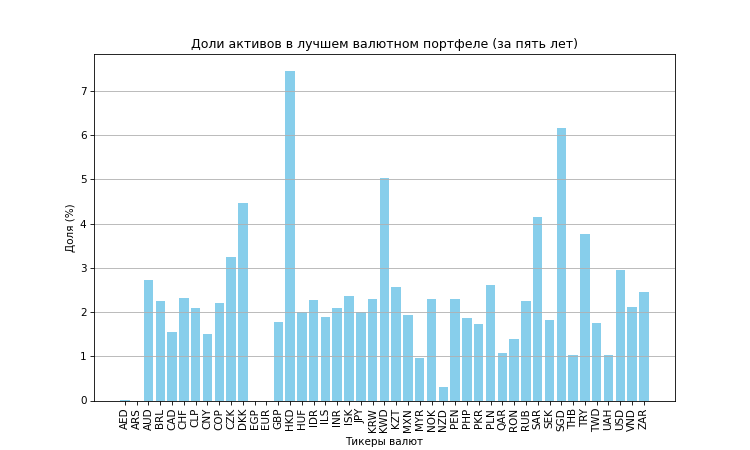 Доли активов в лучшем валютном портфеле (за пять лет)
Доля (%)
7
6
5
4
3
2
1
0
AED ARS AUD BRL CAD CHF CLP CNY COP CZK DKK EGP EUR GBP HKD HUF IDR ILS INR ISK JPY KRW KWD KZT MXN MYR NOK NZD PEN PHP PKR PLN QAR RON RUB SAR SEK SGD THB TRY TWD UAH USD VND ZAR
Тикеры валют